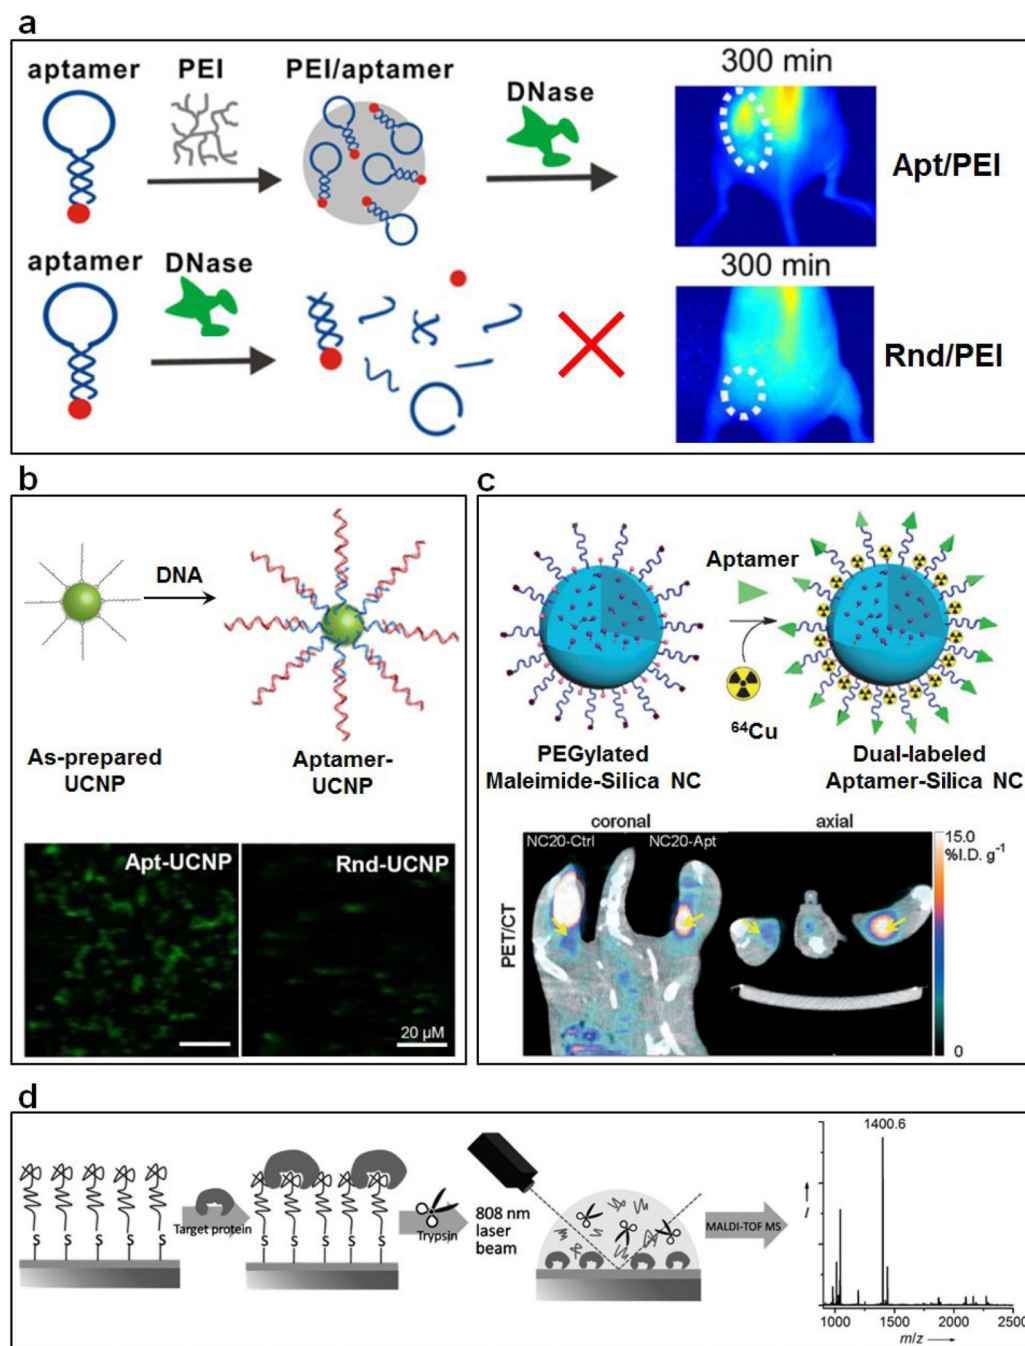 a
aptamer
PEI
PEI/aptamer
DNase
300 min
Apt/PEI
aptamer
DNase
300 min
Rnd/PEI
b
DNA
As-prepared
UCNP
Aptamer-
UCNP
Apt-UCNP
Rnd-UCNP
20 µM
c
Aptamer
64Cu
PEGylated
Maleimide-Silica NC
Dual-labeled
Aptamer-Silica NC
coronal
axial
NC20-Ctrl
NC20-Apt
15.0
%I.D. g-1
PET/CT
0
d
S S S S S
Target protein
S S S S S
Trypsin
808 nm
laser
beam
MALDI-TOF MS
1400.6
I
1000 1500 2000 2500
m/z